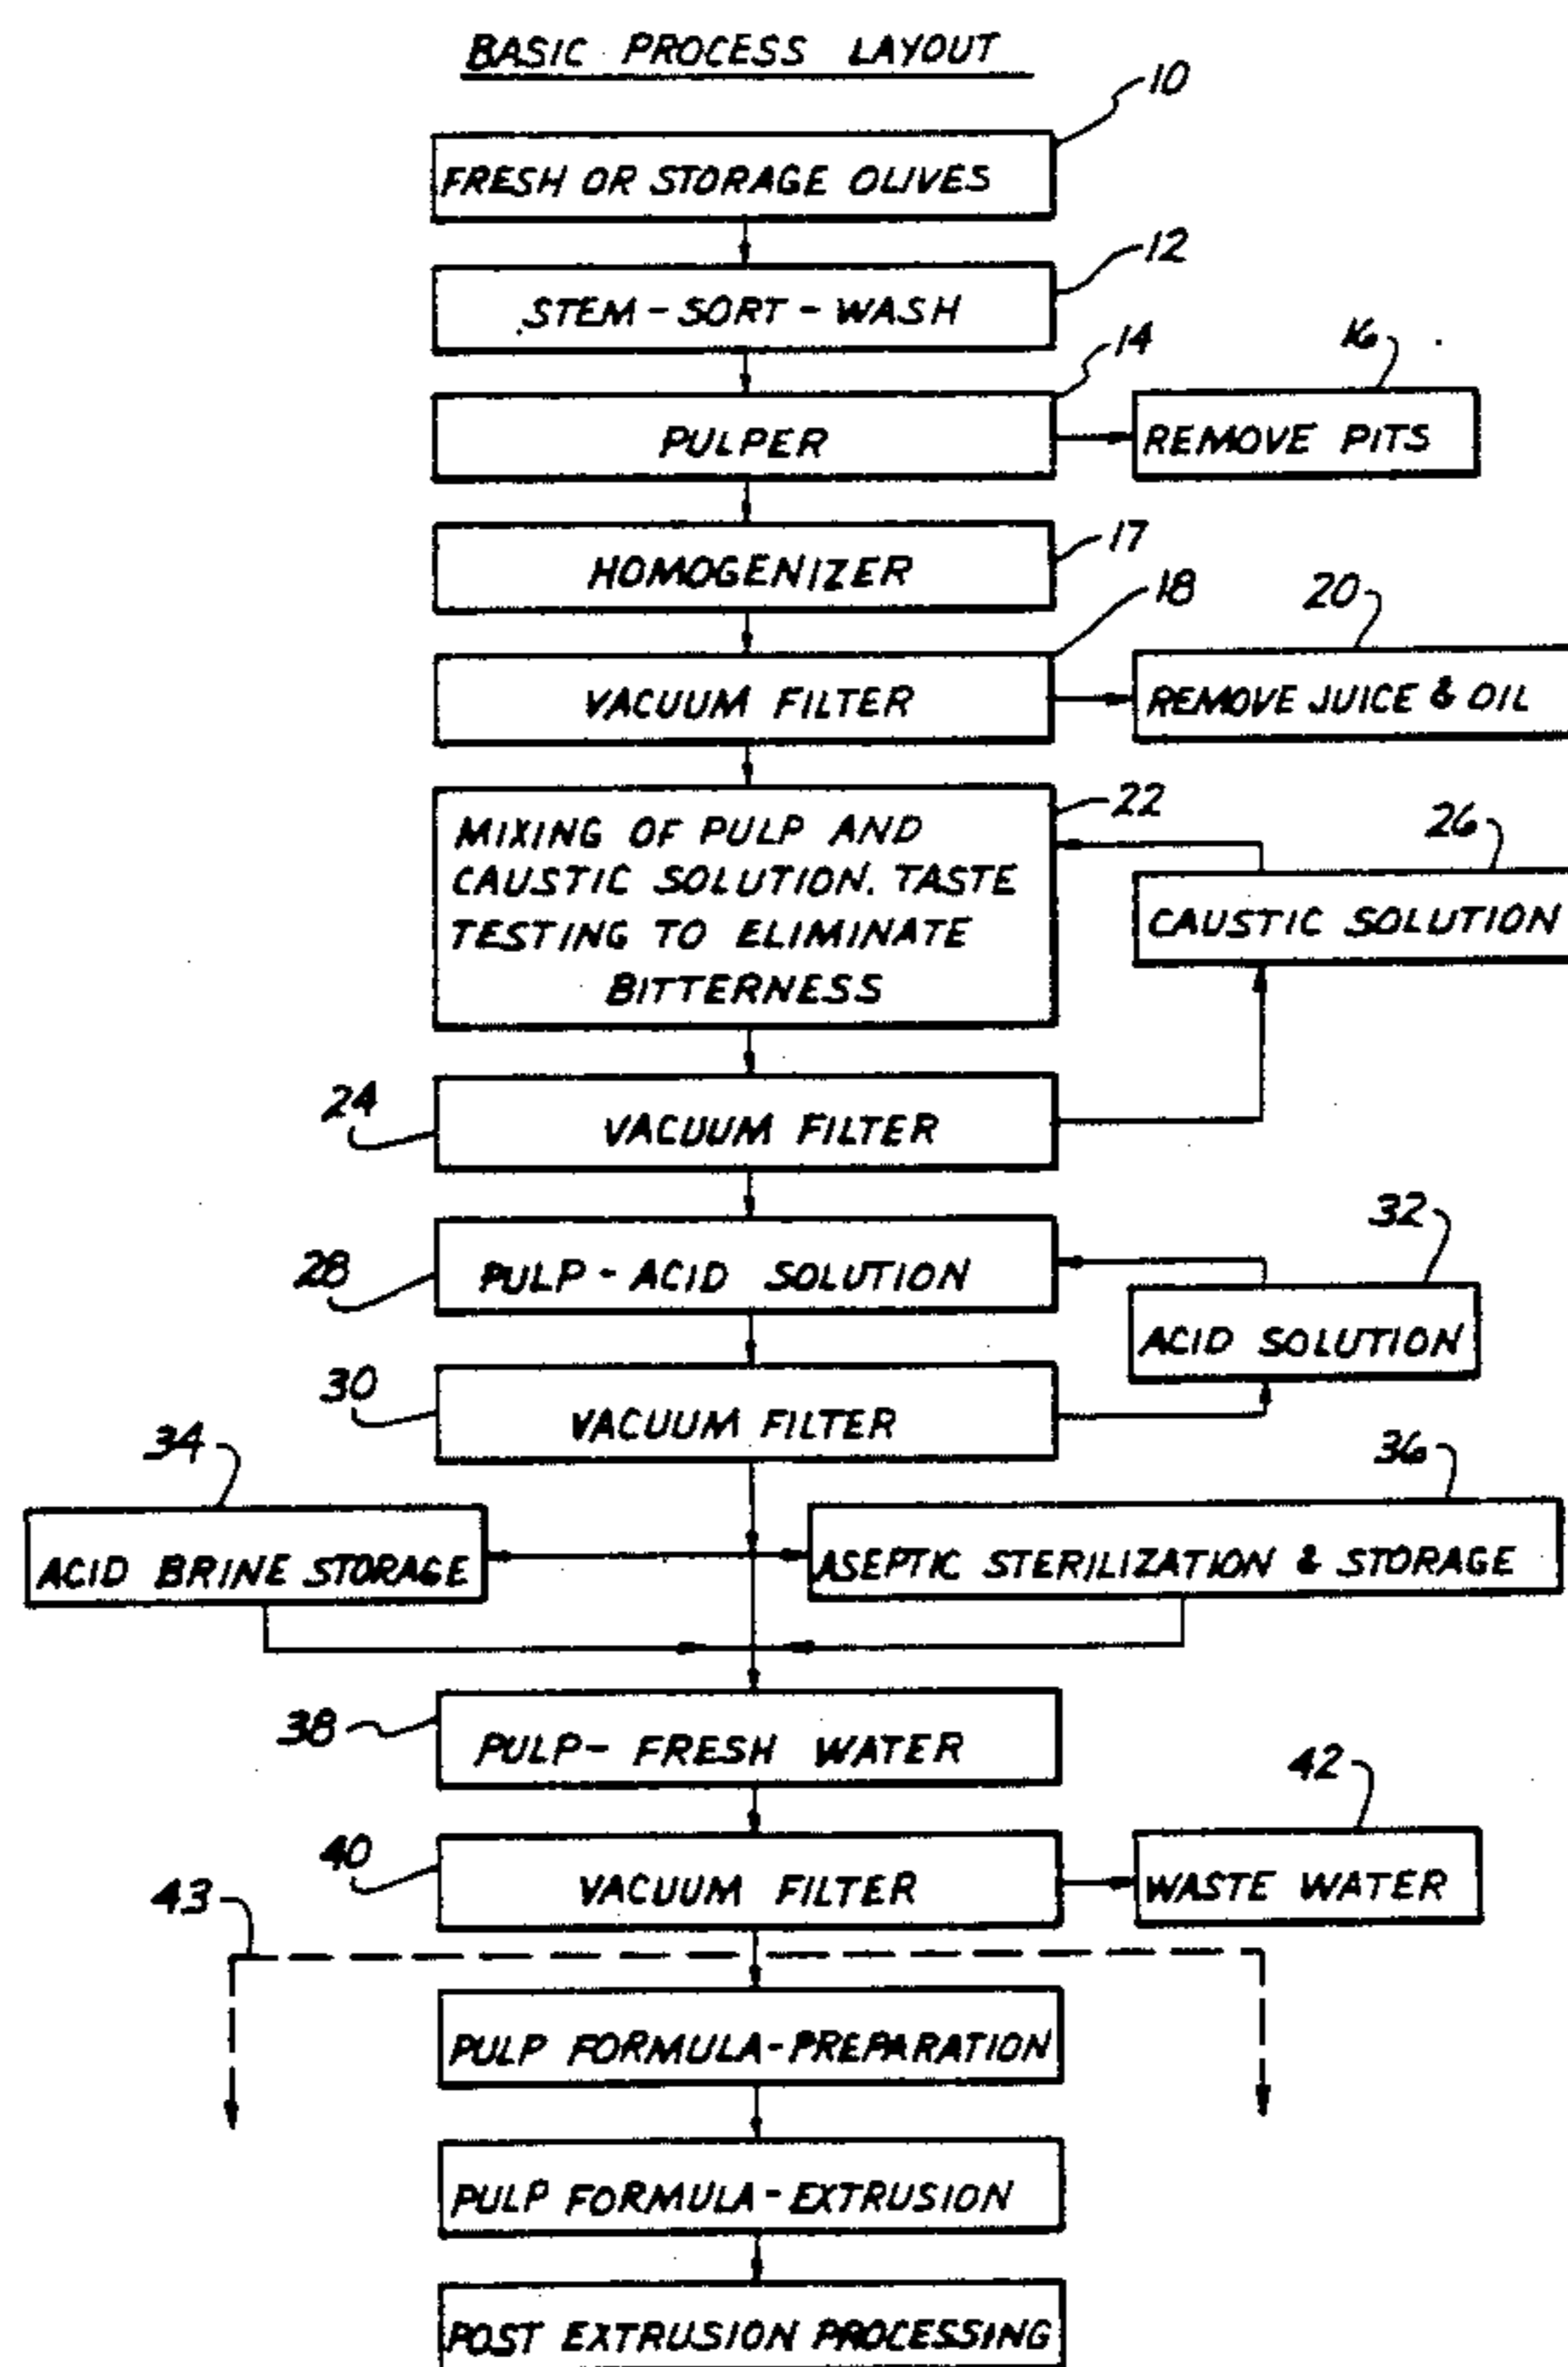 BASIC PROCESS LAYOUT
10
FRESH OR STORAGE OLIVES
12
STEM-SORT-WASH
14
16
PULPER
REMOVE PITS
17
HOMOGENIZER
18
20
VACUUM FILTER
REMOVE JUICE & OIL
22
26
MIXING OF PULP AND
CAUSTIC SOLUTION. TASTE
TESTING TO ELIMINATE
BITTERNESS
CAUSTIC SOLUTION
24
VACUUM FILTER
32
28
PULP-ACID SOLUTION
ACID SOLUTION
30
VACUUM FILTER
34
36
ACID BRINE STORAGE
ASEPTIC STERILIZATION & STORAGE
38
PULP-FRESH WATER
42
40
VACUUM FILTER
WASTE WATER
43
PULP FORMULA-PREPARATION
PULP FORMULA-EXTRUSION
POST EXTRUSION PROCESSING